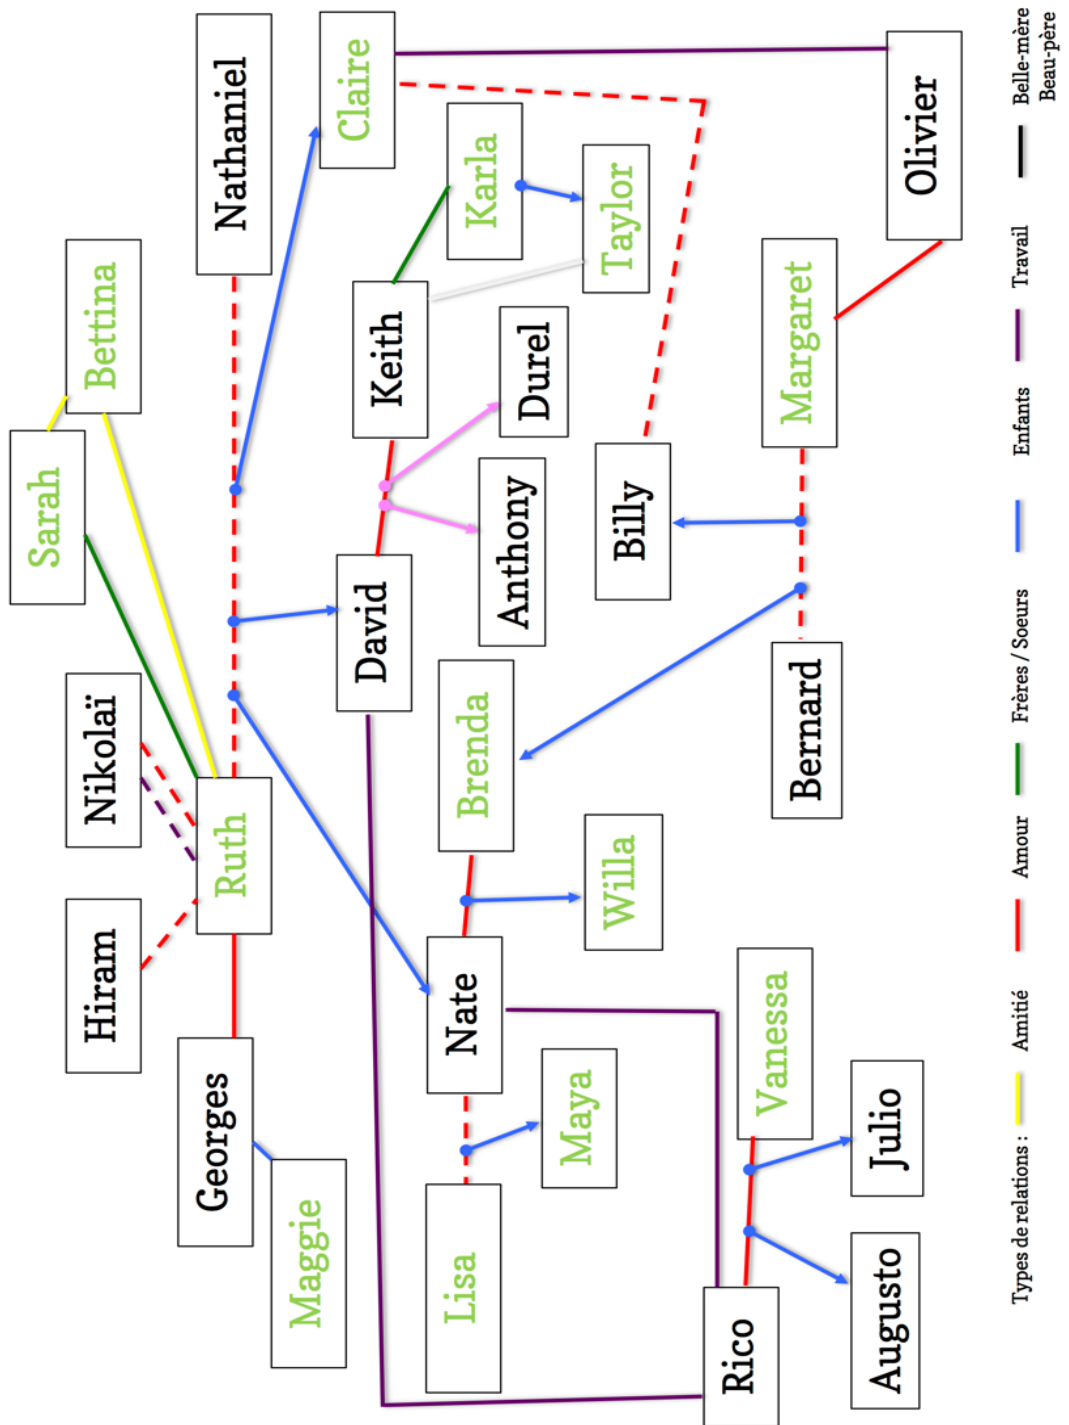 Sarah
Bettina
Hiram
Nikolaï
Georges
Ruth
Nathaniel
Maggie
David
Keith
Claire
Lisa
Nate
Brenda
Anthony
Durel
Karla
Maya
Willa
Billy
Taylor
Rico
Vanessa
Bernard
Margaret
Augusto
Julio
Olivier
Types de relations :
Amitié
Amour
Frères / Soeurs
Enfants
Travail
Belle-mère
Beau-père